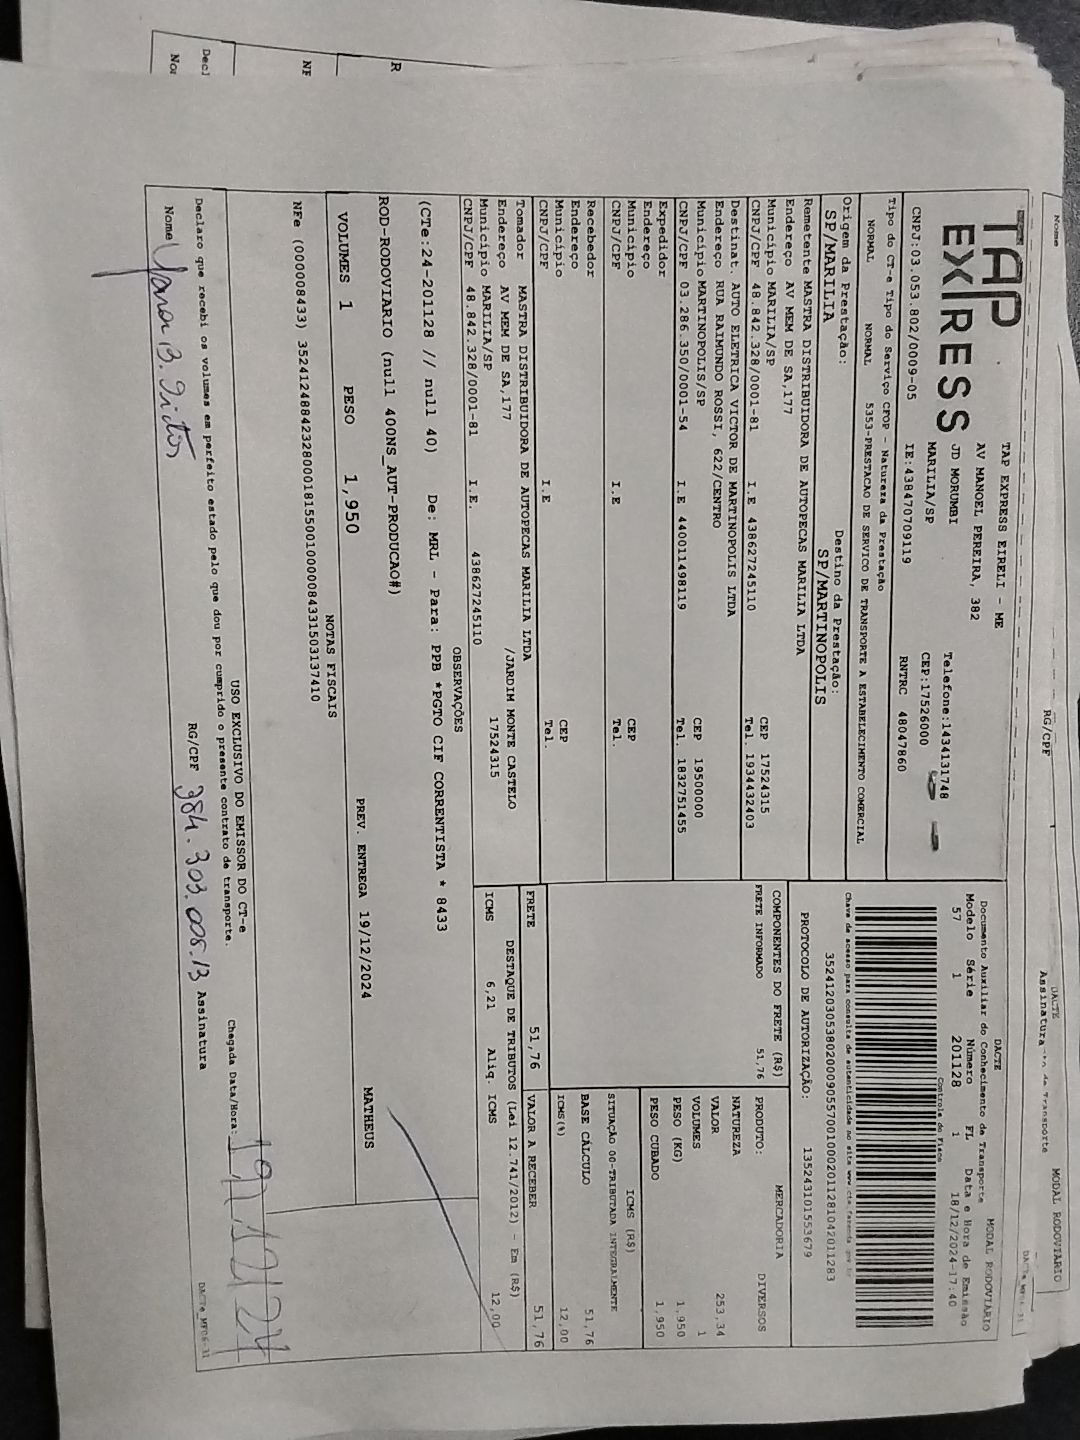 TAP EXPRESS
TAP EXPRESS EIRELI - ME
AV MANOEL PEREIRA, 382
JD MORUMBI
MARILIA/SP
Telefone:1434131748
CEP:17526000
CNPJ:03.053.802/0009-05 IE:438470709119 RNTRC 48047860
Tipo do CT-e Tipo do Serviço CFOP - Natureza da Prestação
NORMAL NORMAL 5353-PRESTACAO DE SERVICO DE TRANSPORTE A ESTABELECIMENTO COMERCIAL
Origem da Prestação: Destino da Prestação:
SP/MARILIA SP/MARTINOPOLIS
Remetente MASTRA DISTRIBUIDORA DE AUTOPECAS MARILIA LTDA
Endereço AV MEM DE SA,177
Município MARILIA/SP CEP 17524315
CNPJ/CPF 48.842.328/0001-81 I.E 438627245110 Tel. 1934432403
Destinat. AUTO ELETRICA VICTOR DE MARTINOPOLIS LTDA
Endereço RUA RAIMUNDO ROSSI, 622/CENTRO
Município MARTINOPOLIS/SP CEP 19500000
CNPJ/CPF 03.286.350/0001-54 I.E 440011498119 Tel. 1832751455
Expedidor
Endereço
Município CEP
CNPJ/CPF I.E Tel.
Recebedor
Endereço
Município CEP
CNPJ/CPF I.E Tel.
Tomador MASTRA DISTRIBUIDORA DE AUTOPECAS MARILIA LTDA
Endereço AV MEM DE SA,177 /JARDIM MONTE CASTELO
Município MARILIA/SP 17524315
CNPJ/CPF 48.842.328/0001-81 I.E. 438627245110
DACTE MODAL RODOVIÁRIO
Documento Auxiliar do Conhecimento de Transporte
Modelo Série Número FL Data e Hora de Emissão
57 1 201128 1 18/12/2024-17:40
Controle do Fisco
Chave de acesso para consulta de autenticidade no site www.cte.fazenda.gov.br
35241203053802000905570010002011281042011283
PROTOCOLO DE AUTORIZAÇÃO: 135243101553679
COMPONENTES DO FRETE (R$)
FRETE INFORMADO 51,76
MERCADORIA
PRODUTO: DIVERSOS
NATUREZA
VALOR 253,34
VOLUMES 1
PESO (KG) 1,950
PESO CUBADO 1,950
ICMS (R$)
SITUAÇÃO 00-TRIBUTADA INTEGRALMENTE
BASE CÁLCULO 51,76
ICMS(%) 12,00
FRETE 51,76 VALOR A RECEBER 51,76
DESTAQUE DE TRIBUTOS (Lei 12.741/2012) - Em (R$)
ICMS 6,21 Aliq. ICMS 12,00
OBSERVAÇÕES
(CTe:24-201128 // null 40) De: MRL - Para: PPB *PGTO CIF CORRENTISTA * 8433
ROD-RODOVIARIO (null 400NS_AUT-PRODUCAO#)
VOLUMES 1 PESO 1,950 PREV. ENTREGA 19/12/2024 MATHEUS
NOTAS FISCAIS
NFe (000008433) 35241248842328000181550010000084331503137410
USO EXCLUSIVO DO EMISSOR DO CT-e
Declaro que recebi os volumes em perfeito estado pelo que dou por cumprido o presente contrato de transporte. Chegada Data/Hora: 19/12/24
Nome RG/CPF 384.303.008.13 Assinatura
Nome RG/CPF
DACTE
MODAL RODOVIÁRIO
Decl
No
NF
R